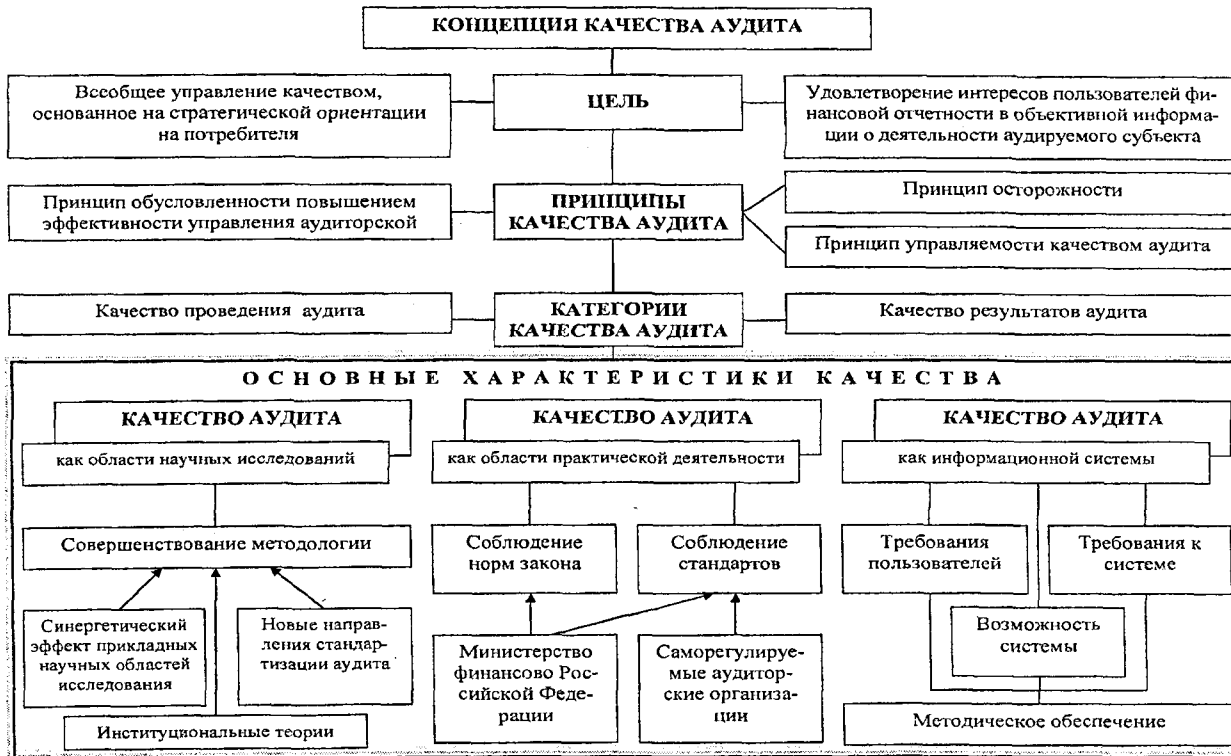 КОНЦЕПЦИЯ КАЧЕСТВА АУДИТА
Всеобщее управление качеством,
основанное на стратегической ориентации
на потребителя
ЦЕЛЬ
Удовлетворение интересов пользователей фи-
нансовой отчетности в объективной информа-
ции о деятельности аудируемого субъекта
Принцип обусловленности повышением
эффективности управления аудиторской
ПРИНЦИПЫ
КАЧЕСТВА АУДИТА
Принцип осторожности
Принцип управляемости качеством аудита
Качество проведения аудита
КАТЕГОРИИ
КАЧЕСТВА АУДИТА
Качество результатов аудита
ОСНОВНЫЕ ХАРАКТЕРИСТИКИ КАЧЕСТВА
КАЧЕСТВО АУДИТА
как области научных исследований
КАЧЕСТВО АУДИТА
как области практической деятельности
КАЧЕСТВО АУДИТА
как информационной системы
Совершенствование методологии
Соблюдение
норм закона
Соблюдение
стандартов
Требования
пользователей
Требования к
системе
Синергетический
эффект прикладных
научных областей
исследования
Новые направ-
ления стандар-
тизации аудита
Институциональные теории
Министерство
финансово Рос-
сийской Феде-
рации
Саморегулируе-
мые аудитор-
ские организа-
ции
Возможность
системы
Методическое обеспечение